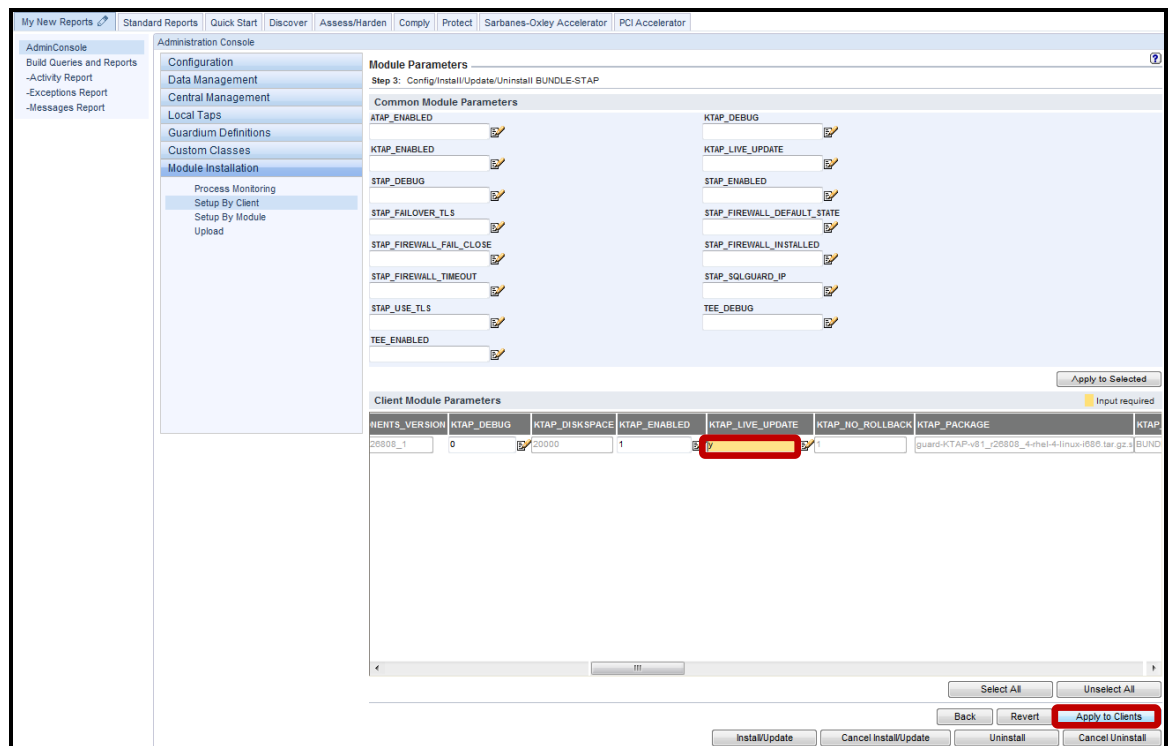 My New Reports Standard Reports Quick Start Discover Assess/Harden Comply Protect Sarbanes-Oxley Accelerator PCI Accelerator
AdminConsole
Build Queries and Reports
-Activity Report
-Exceptions Report
-Messages Report
Administration Console
Configuration
Data Management
Central Management
Local Taps
Guardium Definitions
Custom Classes
Module Installation
Process Monitoring
Setup By Client
Setup By Module
Upload
Module Parameters
?
Step 3: Config/Install/Update/Uninstall BUNDLE-STAP
Common Module Parameters
ATAP_ENABLED KTAP_DEBUG
KTAP_ENABLED KTAP_LIVE_UPDATE
STAP_DEBUG STAP_ENABLED
STAP_FAILOVER_TLS STAP_FIREWALL_DEFAULT_STATE
STAP_FIREWALL_FAIL_CLOSE STAP_FIREWALL_INSTALLED
STAP_FIREWALL_TIMEOUT STAP_SQLGUARD_IP
STAP_USE_TLS TEE_DEBUG
TEE_ENABLED
Apply to Selected
Client Module Parameters Input required
NENTS_VERSION KTAP_DEBUG KTAP_DISKSPACE KTAP_ENABLED KTAP_LIVE_UPDATE KTAP_NO_ROLLBACK KTAP_PACKAGE KTAP_
26808_1 0 20000 1 y 1 guard-KTAP-v81_r26808_4-rhel-4-linux-i686.tar.gz.s BUND
Select All Unselect All
Back Revert Apply to Clients
Install/Update Cancel Install/Update Uninstall Cancel Uninstall